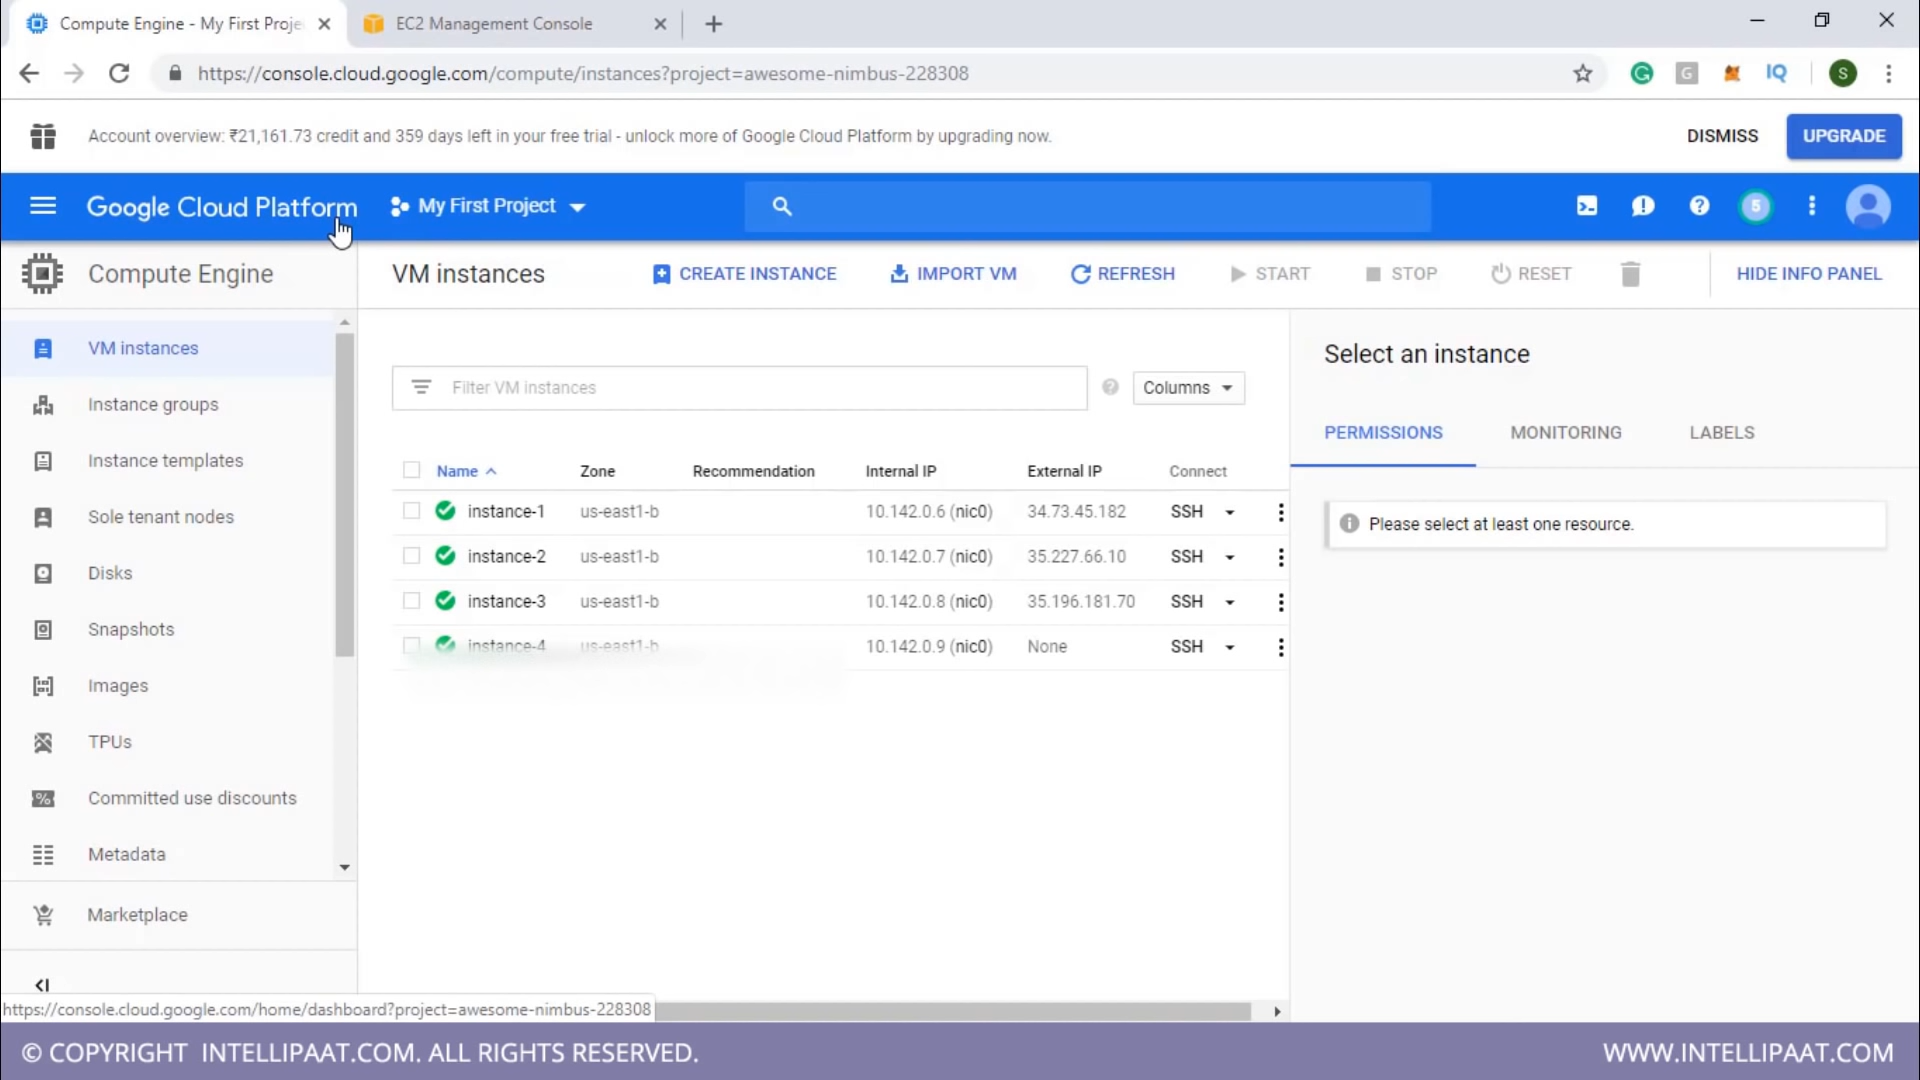 Compute Engine - My First Proje
EC2 Management Console
https://console.cloud.google.com/compute/instances?project=awesome-nimbus-228308
G
IQ
S
Account overview: ₹21,161.73 credit and 359 days left in your free trial - unlock more of Google Cloud Platform by upgrading now.
DISMISS
UPGRADE
Google Cloud Platform
My First Project
5
Compute Engine
VM instances
CREATE INSTANCE
IMPORT VM
REFRESH
START
STOP
RESET
HIDE INFO PANEL
VM instances
Instance groups
Instance templates
Sole tenant nodes
Disks
Snapshots
Images
TPUs
Committed use discounts
Metadata
Marketplace
Filter VM instances
Columns
Name Zone Recommendation Internal IP External IP Connect
instance-1 us-east1-b 10.142.0.6 (nic0) 34.73.45.182 SSH
instance-2 us-east1-b 10.142.0.7 (nic0) 35.227.66.10 SSH
instance-3 us-east1-b 10.142.0.8 (nic0) 35.196.181.70 SSH
instance-4 us-east1-b 10.142.0.9 (nic0) None SSH
Select an instance
PERMISSIONS
MONITORING
LABELS
Please select at least one resource.
https://console.cloud.google.com/home/dashboard?project=awesome-nimbus-228308
© COPYRIGHT INTELLIPAAT.COM. ALL RIGHTS RESERVED.
WWW.INTELLIPAAT.COM